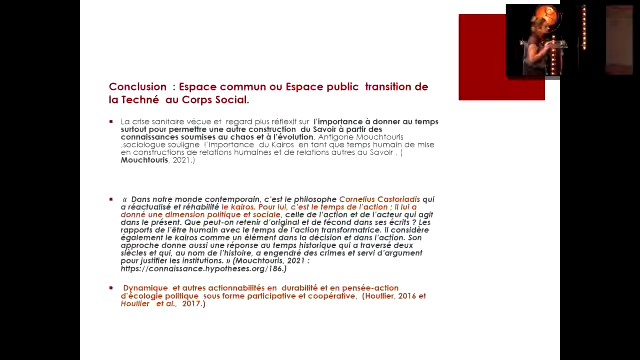 Conclusion : Espace commun ou Espace public transition de
la Techné au Corps Social.
La crise sanitaire vécue et regard plus réflexif sur l'importance à donner au temps
surtout pour permettre une autre construction du Savoir à partir des
connaissances soumises au chaos et à l'évolution. Antigone Mouchtouris
,sociologue souligne l'importance du Kairos en tant que temps humain de mise
en constructions de relations humaines et de relations autres au Savoir . (
Mouchtouris, 2021.)
« Dans notre monde contemporain, c'est le philosophe Cornelius Castoriadis qui
a réactualisé et réhabilité le kairos. Pour lui, c'est le temps de l'action : il lui a
donné une dimension politique et sociale, celle de l'action et de l'acteur qui agit
dans le présent. Que peut-on retenir d'original et de fécond dans ses écrits ? Les
rapports de l'être humain avec le temps de l'action transformatrice. Il considère
également le kairos comme un élément dans la décision et dans l'action. Son
approche donne aussi une réponse au temps historique qui a traversé deux
siècles et qui, au nom de l'histoire, a engendré des crimes et servi d'argument
pour justifier les institutions. » (Mouchtouris, 2021 :
https://connaissance.hypotheses.org/186.)
Dynamique et autres actionnabilités en durabilité et en pensée-action
d'écologie politique sous forme participative et coopérative. (Houllier, 2016 et
Houllier et al., 2017.)